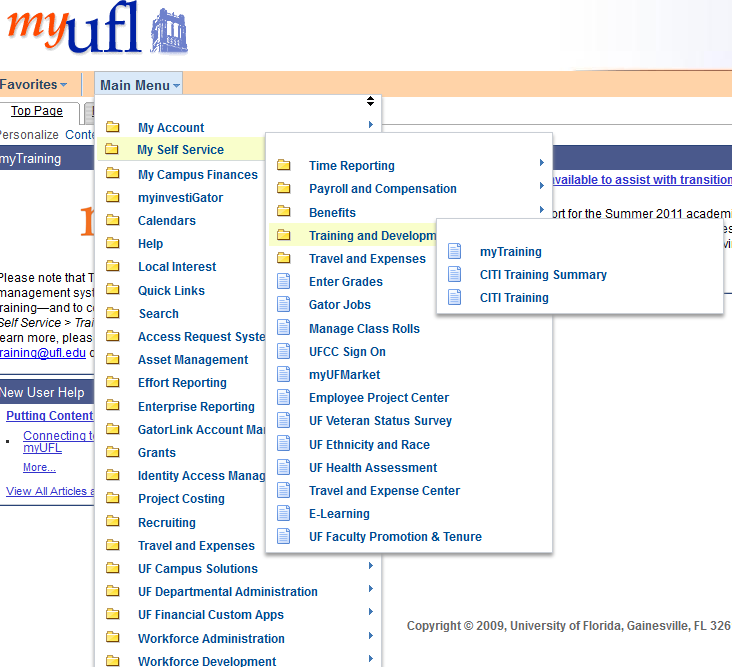 myufl
Favorites
Main Menu
Top Page
Personalize Conte
myTraining
My Account
My Self Service
My Campus Finances
myinvestiGator
Calendars
Help
Local Interest
Quick Links
Search
Access Request Syste
Asset Management
Effort Reporting
Enterprise Reporting
GatorLink Account Man
Grants
Identity Access Manag
Project Costing
Recruiting
Travel and Expenses
UF Campus Solutions
UF Departmental Administration
UF Financial Custom Apps
Workforce Administration
Workforce Development
Time Reporting
Payroll and Compensation
Benefits
Training and Developm
Travel and Expenses
Enter Grades
Gator Jobs
Manage Class Rolls
UFCC Sign On
myUFMarket
Employee Project Center
UF Veteran Status Survey
UF Ethnicity and Race
UF Health Assessment
Travel and Expense Center
E-Learning
UF Faculty Promotion & Tenure
myTraining
CITI Training Summary
CITI Training
available to assist with transition
ort for the Summer 2011 academi
Please note that T
management sys
training—and to co
Self Service > Trai
learn more, pleas
training@ufl.edu o
New User Help
Putting Content
Connecting to
myUFL
More...
View All Articles a
Copyright © 2009, University of Florida, Gainesville, FL 326